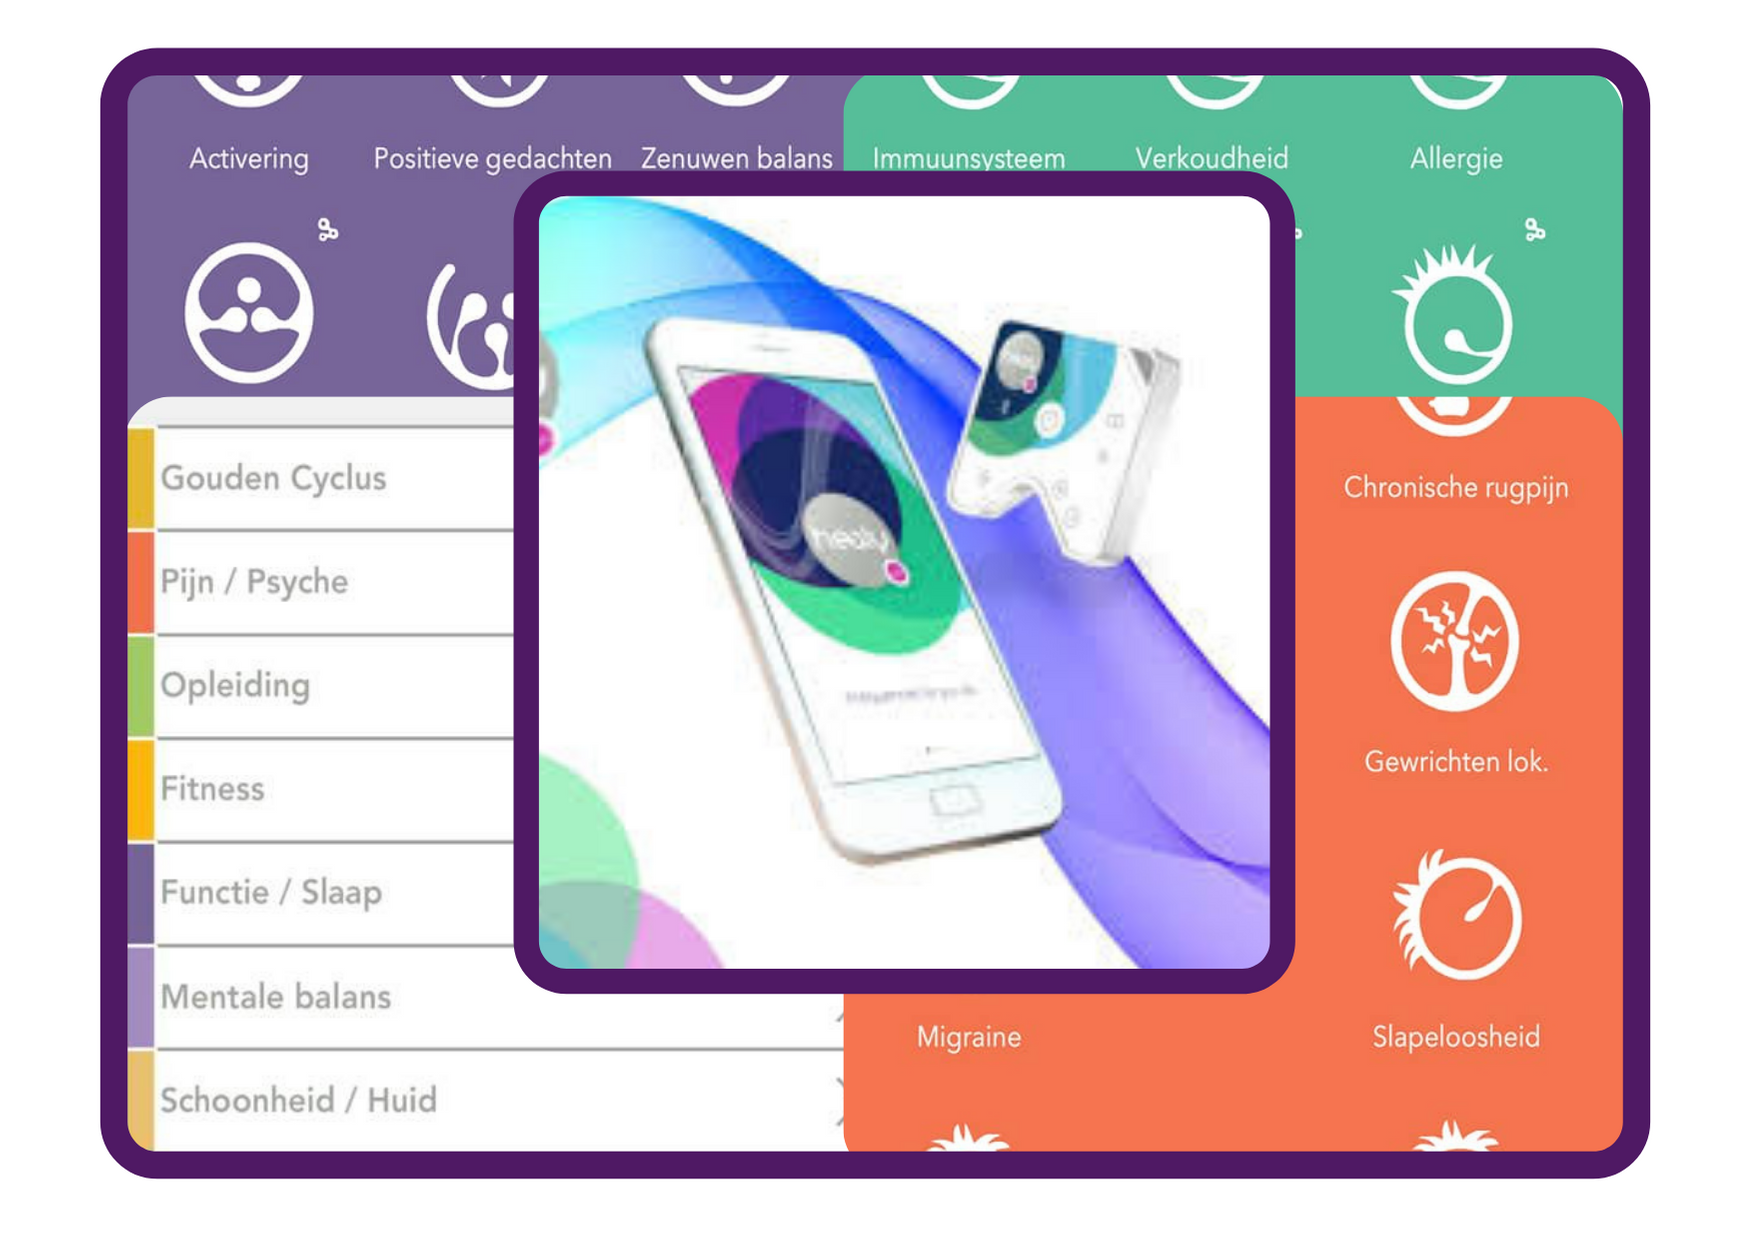 Activering
Positieve gedachten
Zenuwen balans
Immuunsysteem
Verkoudheid
Allergie
Gouden Cyclus
Pijn / Psyche
Opleiding
Fitness
Functie / Slaap
Mentale balans
Schoonheid / Huid
healy
Chronische rugpijn
Gewrichten lok.
Migraine
Slapeloosheid